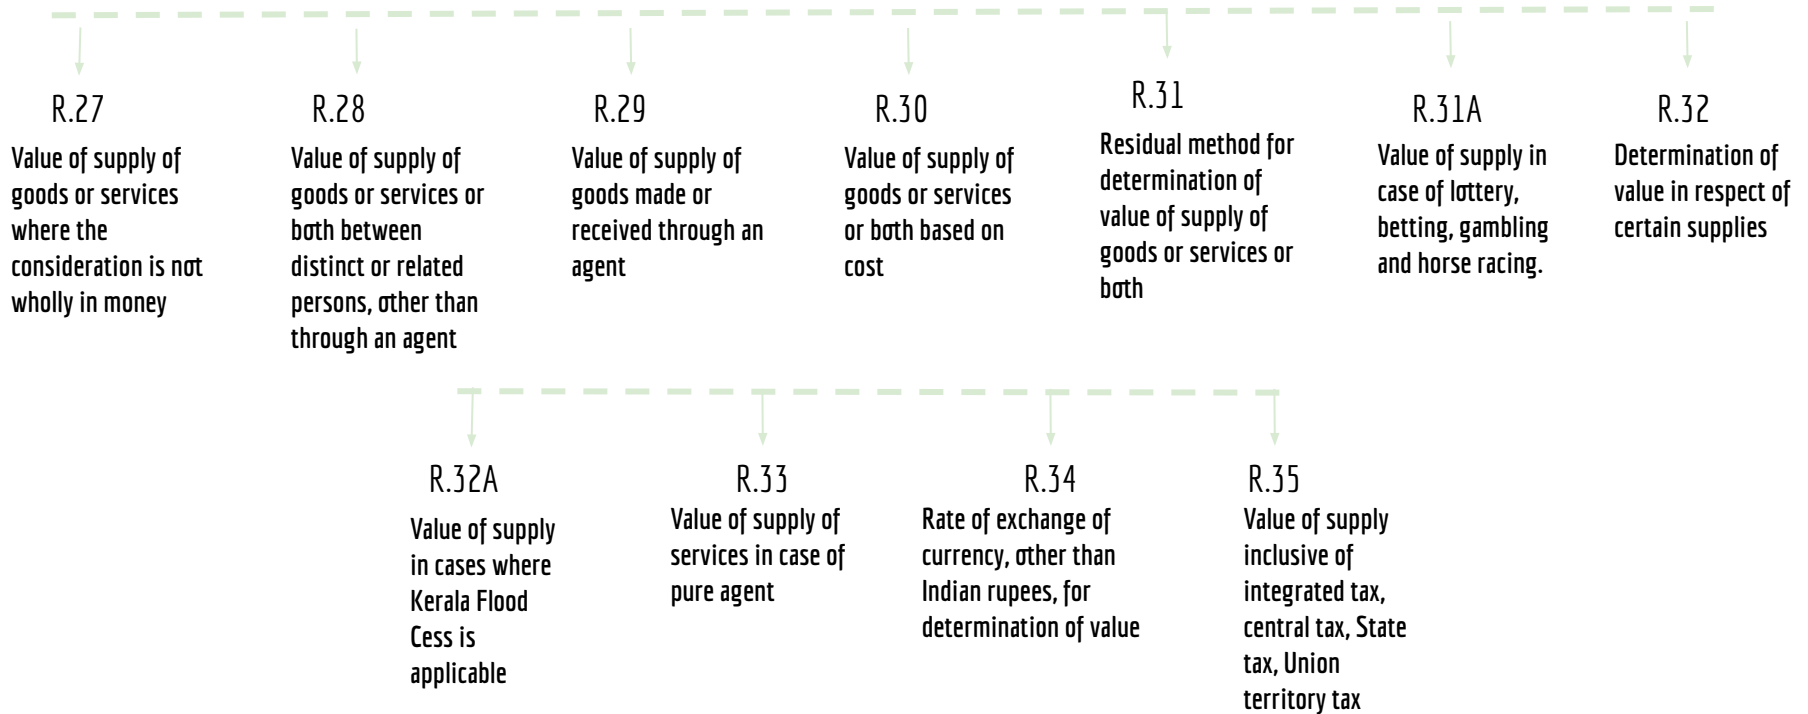 R.27
Value of supply of
goods or services
where the
consideration is not
wholly in money
R.28
Value of supply of
goods or services or
both between
distinct or related
persons, other than
through an agent
R.29
Value of supply of
goods made or
received through an
agent
R.30
Value of supply of
goods or services
or both based on
cost
R.31
Residual method for
determination of
value of supply of
goods or services or
both
R.31A
Value of supply in
case of lottery,
betting, gambling
and horse racing.
R.32
Determination of
value in respect of
certain supplies
R.32A
Value of supply
in cases where
Kerala Flood
Cess is
applicable
R.33
Value of supply of
services in case of
pure agent
R.34
Rate of exchange of
currency, other than
Indian rupees, for
determination of value
R.35
Value of supply
inclusive of
integrated tax,
central tax, State
tax, Union
territory tax